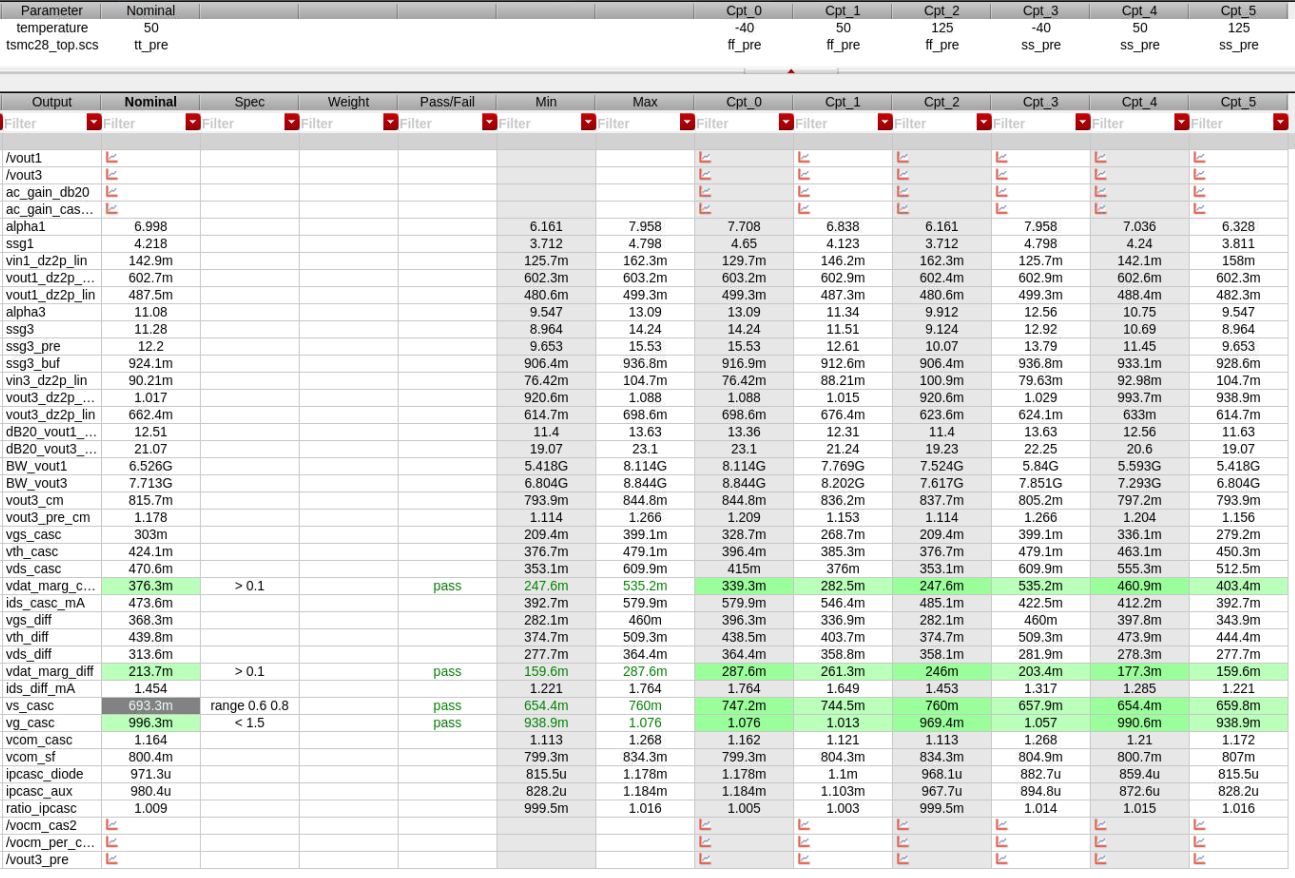 Parameter Nominal Cpt_0 Cpt_1 Cpt_2 Cpt_3 Cpt_4 Cpt_5
temperature 50 -40 50 125 -40 50 125
tsmc28_top.scs tt_pre ff_pre ff_pre ff_pre ss_pre ss_pre ss_pre
Output Nominal Spec Weight Pass/Fail Min Max Cpt_0 Cpt_1 Cpt_2 Cpt_3 Cpt_4 Cpt_5
Filter Filter Filter Filter Filter Filter Filter Filter Filter Filter Filter Filter Filter
/vout1
/vout3
ac_gain_db20
ac_gain_cas...
alpha1 6.998 6.161 7.958 7.708 6.838 6.161 7.958 7.036 6.328
ssg1 4.218 3.712 4.798 4.65 4.123 3.712 4.798 4.24 3.811
vin1_dz2p_lin 142.9m 125.7m 162.3m 129.7m 146.2m 162.3m 125.7m 142.1m 158m
vout1_dz2p_... 602.7m 602.3m 603.2m 603.2m 602.9m 602.4m 602.9m 602.6m 602.3m
vout1_dz2p_lin 487.5m 480.6m 499.3m 499.3m 487.3m 480.6m 499.3m 488.4m 482.3m
alpha3 11.08 9.547 13.09 13.09 11.34 9.912 12.56 10.75 9.547
ssg3 11.28 8.964 14.24 14.24 11.51 9.124 12.92 10.69 8.964
ssg3_pre 12.2 9.653 15.53 15.53 12.61 10.07 13.79 11.45 9.653
ssg3_buf 924.1m 906.4m 936.8m 916.9m 912.6m 906.4m 936.8m 933.1m 928.6m
vin3_dz2p_lin 90.21m 76.42m 104.7m 76.42m 88.21m 100.9m 79.63m 92.98m 104.7m
vout3_dz2p_... 1.017 920.6m 1.088 1.088 1.015 920.6m 1.029 993.7m 938.9m
vout3_dz2p_lin 662.4m 614.7m 698.6m 698.6m 676.4m 623.6m 624.1m 633m 614.7m
dB20_vout1_... 12.51 11.4 13.63 13.36 12.31 11.4 13.63 12.56 11.63
dB20_vout3_... 21.07 19.07 23.1 23.1 21.24 19.23 22.25 20.6 19.07
BW_vout1 6.526G 5.418G 8.114G 8.114G 7.769G 7.524G 5.84G 5.593G 5.418G
BW_vout3 7.713G 6.804G 8.844G 8.844G 8.202G 7.617G 7.851G 7.293G 6.804G
vout3_cm 815.7m 793.9m 844.8m 844.8m 836.2m 837.7m 805.2m 797.2m 793.9m
vout3_pre_cm 1.178 1.114 1.266 1.209 1.153 1.114 1.266 1.204 1.156
vgs_casc 303m 209.4m 399.1m 328.7m 268.7m 209.4m 399.1m 336.1m 279.2m
vth_casc 424.1m 376.7m 479.1m 396.4m 385.3m 376.7m 479.1m 463.1m 450.3m
vds_casc 470.6m 353.1m 609.9m 415m 376m 353.1m 609.9m 555.3m 512.5m
vdat_marg_c... 376.3m > 0.1 pass 247.6m 535.2m 339.3m 282.5m 247.6m 535.2m 460.9m 403.4m
ids_casc_mA 473.6m 392.7m 579.9m 579.9m 546.4m 485.1m 422.5m 412.2m 392.7m
vgs_diff 368.3m 282.1m 460m 396.3m 336.9m 282.1m 460m 397.8m 343.9m
vth_diff 439.8m 374.7m 509.3m 438.5m 403.7m 374.7m 509.3m 473.9m 444.4m
vds_diff 313.6m 277.7m 364.4m 364.4m 358.8m 358.1m 281.9m 278.3m 277.7m
vdat_marg_diff 213.7m > 0.1 pass 159.6m 287.6m 287.6m 261.3m 246m 203.4m 177.3m 159.6m
ids_diff_mA 1.454 1.221 1.764 1.764 1.649 1.453 1.317 1.285 1.221
vs_casc 693.3m range 0.6 0.8 pass 654.4m 760m 747.2m 744.5m 760m 657.9m 654.4m 659.8m
vg_casc 996.3m < 1.5 pass 938.9m 1.076 1.076 1.013 969.4m 1.057 990.6m 938.9m
vcom_casc 1.164 1.113 1.268 1.162 1.121 1.113 1.268 1.21 1.172
vcom_sf 800.4m 799.3m 834.3m 799.3m 804.3m 834.3m 804.9m 800.7m 807m
ipcasc_diode 971.3u 815.5u 1.178m 1.178m 1.1m 968.1u 882.7u 859.4u 815.5u
ipcasc_aux 980.4u 828.2u 1.184m 1.184m 1.103m 967.7u 894.8u 872.6u 828.2u
ratio_ipcasc 1.009 999.5m 1.016 1.005 1.003 999.5m 1.014 1.015 1.016
/vocm_cas2
/vocm_per_c...
/vout3_pre